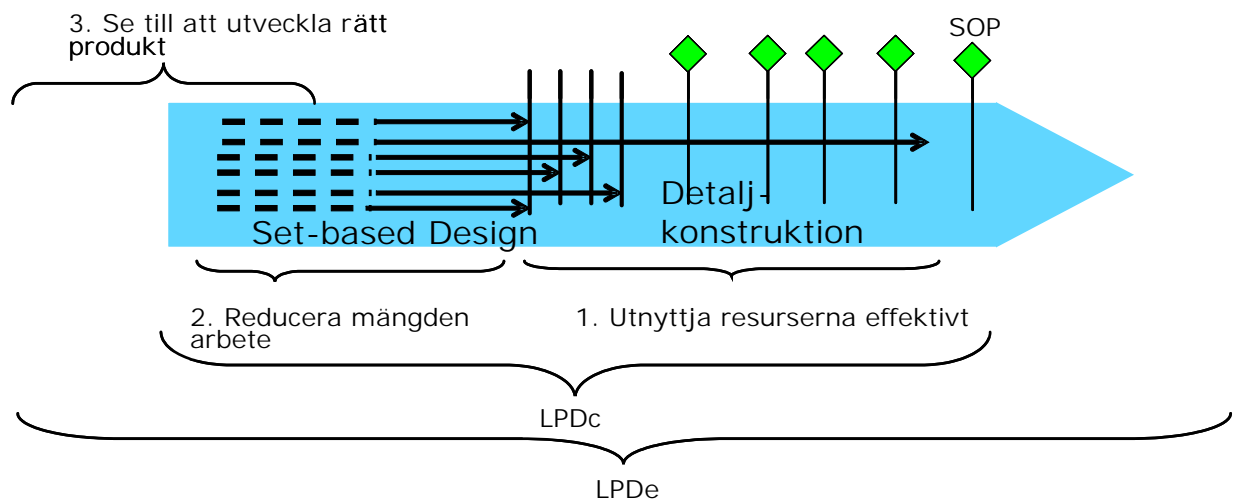 3. Se till att utveckla rätt
produkt
SOP
Set-based Design
Detalj-
konstruktion
2. Reducera mängden
arbete
1. Utnyttja resurserna effektivt
LPDc
LPDe